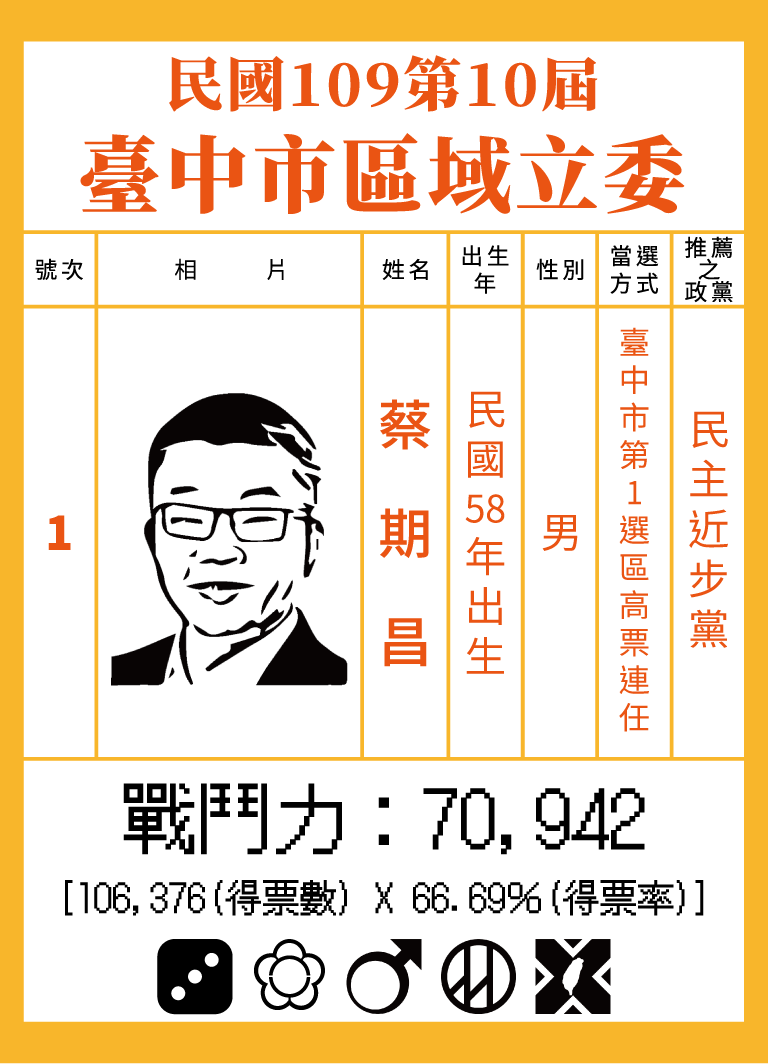 民國109第10屆
臺中市區域立委
號次
相 片
姓名
出生
年
性別
當選
方式
推薦
之
政黨
1
蔡期昌
民國58年出生
男
臺中市第1選區高票連任
民主近步黨
戰鬥力：70,942
[106,376(得票數) X 66.69%(得票率)]